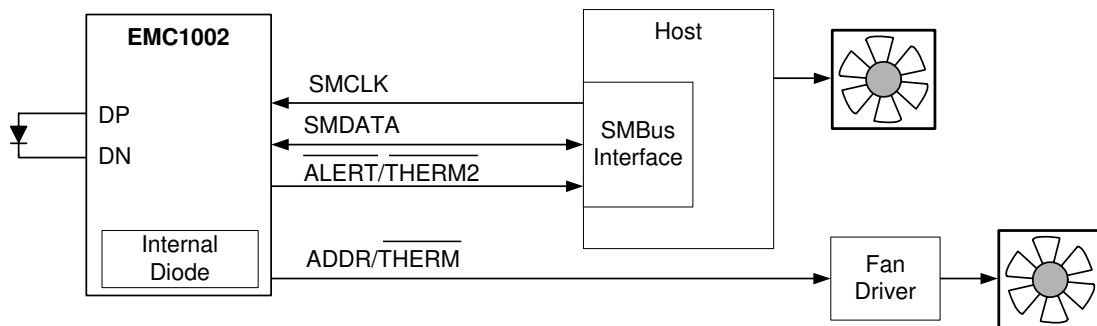 EMC1002
Host
SMCLK
DP
SMDATA
SMBus
Interface
DN
ALERT/THERM2
Internal
Diode
ADDR/THERM
Fan
Driver